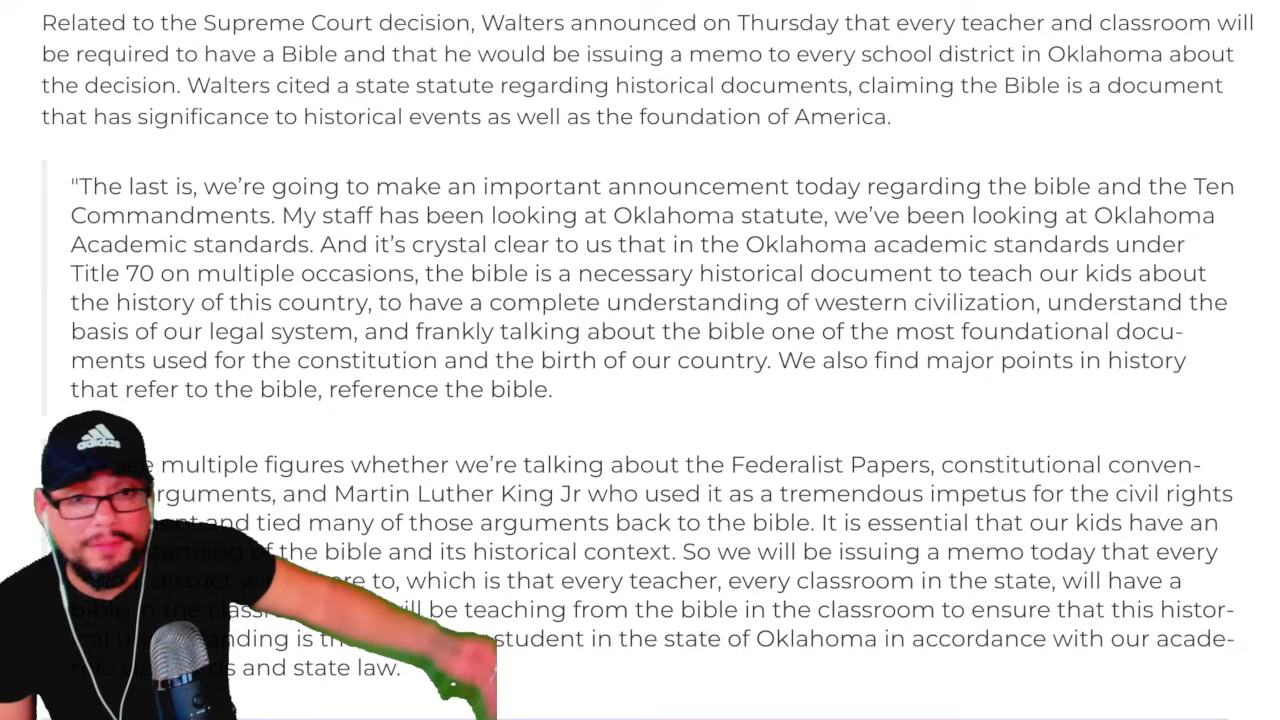 Related to the Supreme Court decision, Walters announced on Thursday that every teacher and classroom will
be required to have a Bible and that he would be issuing a memo to every school district in Oklahoma about
the decision. Walters cited a state statute regarding historical documents, claiming the Bible is a document
that has significance to historical events as well as the foundation of America.
"The last is, we're going to make an important announcement today regarding the bible and the Ten
Commandments. My staff has been looking at Oklahoma statute, we've been looking at Oklahoma
Academic standards. And it's crystal clear to us that in the Oklahoma academic standards under
Title 70 on multiple occasions, the bible is a necessary historical document to teach our kids about
the history of this country, to have a complete understanding of western civilization, understand the
basis of our legal system, and frankly talking about the bible one of the most foundational docu-
ments used for the constitution and the birth of our country. We also find major points in history
that refer to the bible, reference the bible.
see multiple figures whether we're talking about the Federalist Papers, constitutional conven-
arguments, and Martin Luther King Jr who used it as a tremendous impetus for the civil rights
and tied many of those arguments back to the bible. It is essential that our kids have an
of the bible and its historical context. So we will be issuing a memo today that every
to, which is that every teacher, every classroom in the state, will have a
bible in the will be teaching from the bible in the classroom to ensure that this histor-
is student in the state of Oklahoma in accordance with our acade-
and state law.
adidas